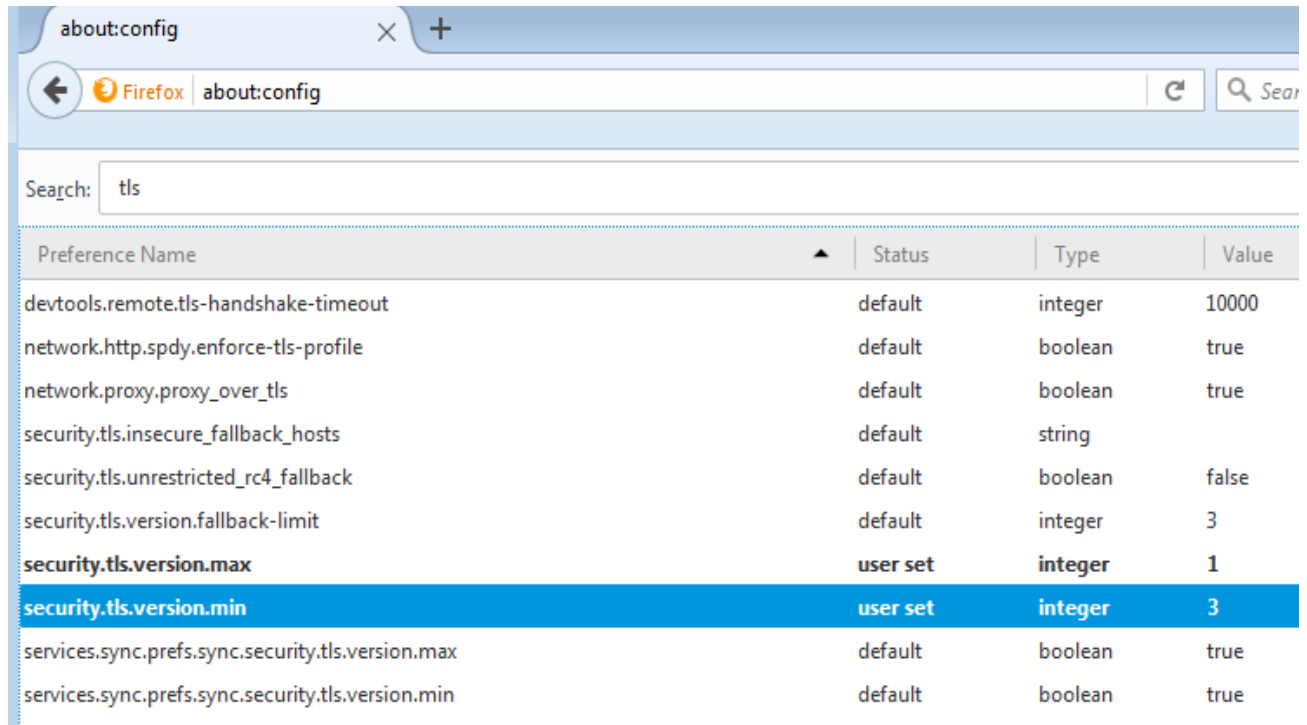 about:config
Firefox about:config Sear
Search: tls
Preference Name Status Type Value
devtools.remote.tls-handshake-timeout default integer 10000
network.http.spdy.enforce-tls-profile default boolean true
network.proxy.proxy_over_tls default boolean true
security.tls.insecure_fallback_hosts default string
security.tls.unrestricted_rc4_fallback default boolean false
security.tls.version.fallback-limit default integer 3
security.tls.version.max user set integer 1
security.tls.version.min user set integer 3
services.sync.prefs.sync.security.tls.version.max default boolean true
services.sync.prefs.sync.security.tls.version.min default boolean true